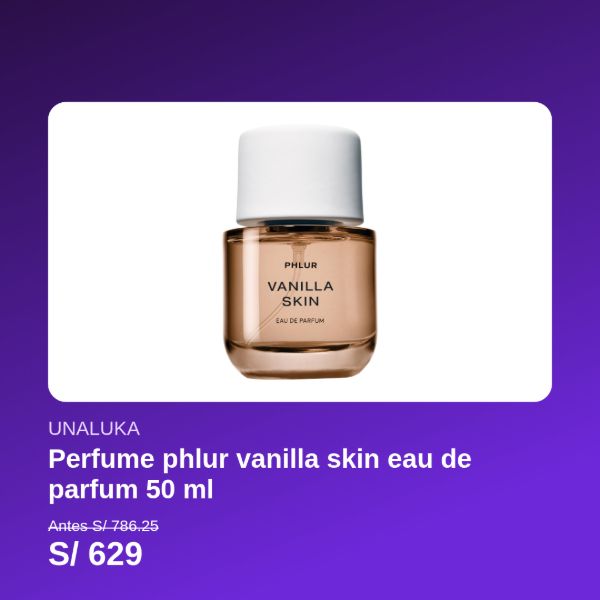 PHLUR
VANILLA
SKIN
EAU DE PARFUM
UNALUKA
Perfume phlur vanilla skin eau de
parfum 50 ml
Antes S/ 786.25
S/ 629